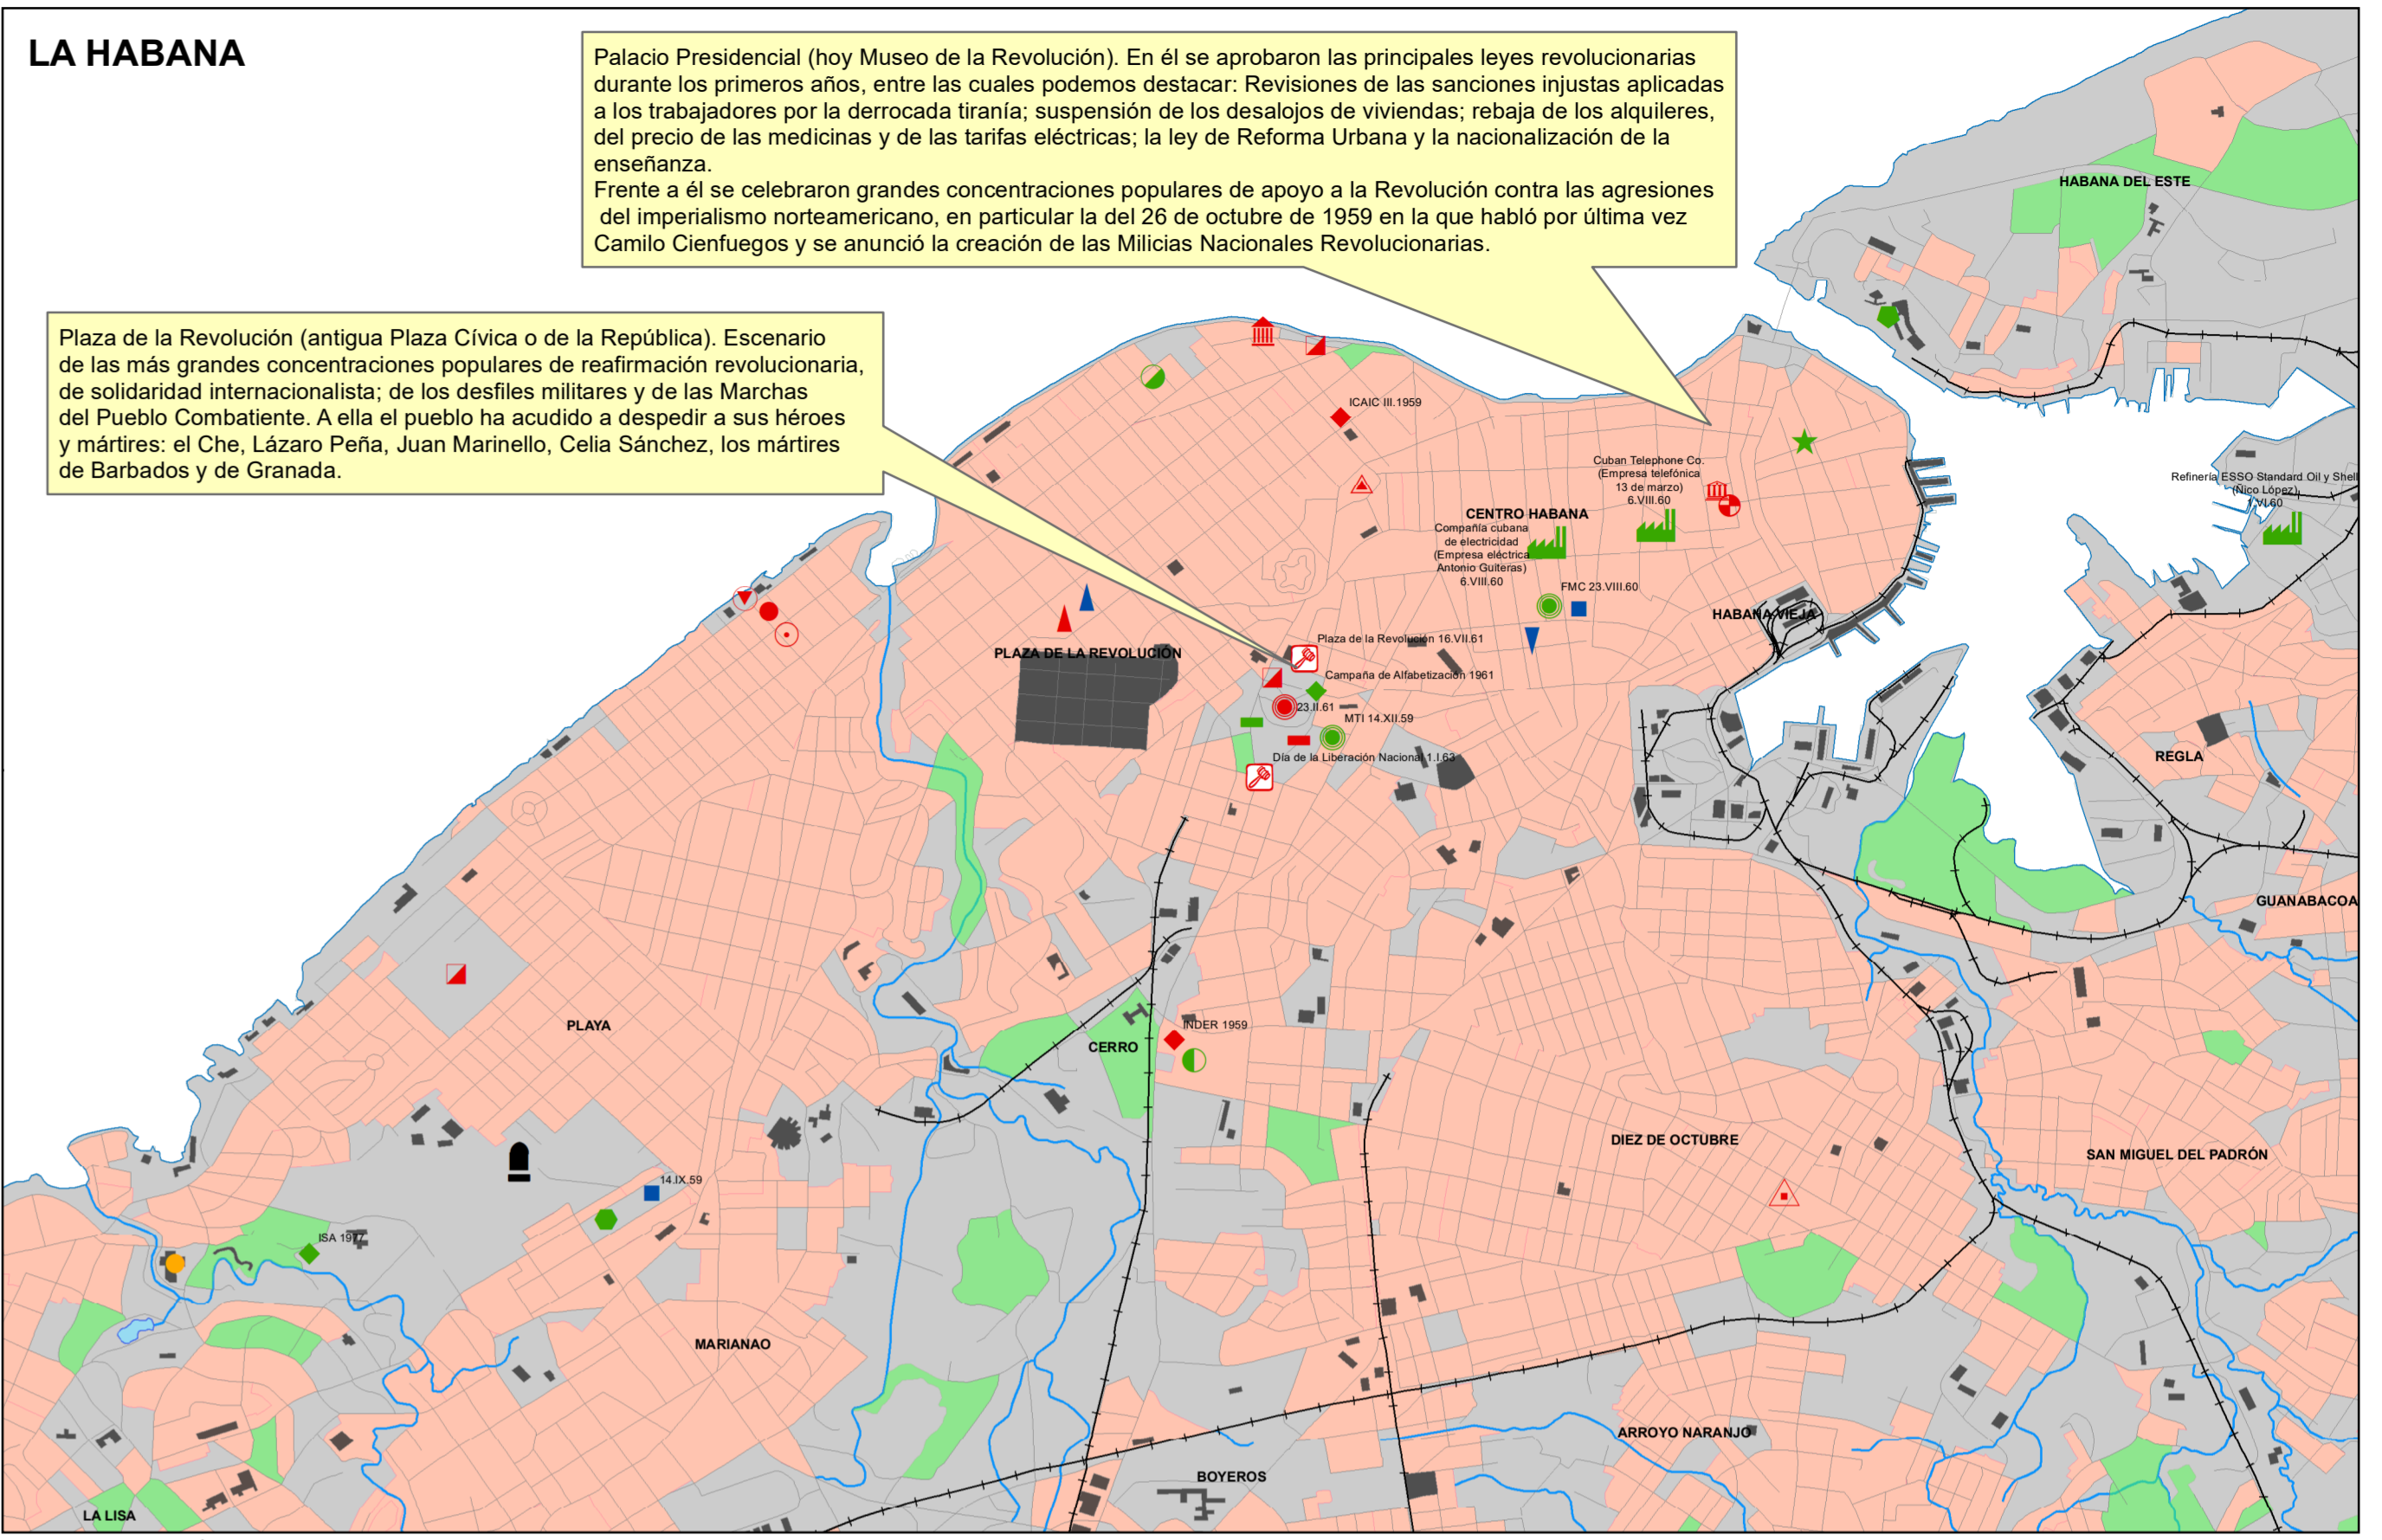 LA HABANA
Palacio Presidencial (hoy Museo de la Revolución). En él se aprobaron las principales leyes revolucionarias
durante los primeros años, entre las cuales podemos destacar: Revisiones de las sanciones injustas aplicadas
a los trabajadores por la derrocada tiranía; suspensión de los desalojos de viviendas; rebaja de los alquileres,
del precio de las medicinas y de las tarifas eléctricas; la ley de Reforma Urbana y la nacionalización de la
enseñanza.
Frente a él se celebraron grandes concentraciones populares de apoyo a la Revolución contra las agresiones
del imperialismo norteamericano, en particular la del 26 de octubre de 1959 en la que habló por última vez
Camilo Cienfuegos y se anunció la creación de las Milicias Nacionales Revolucionarias.
HABANA DEL ESTE
Plaza de la Revolución (antigua Plaza Cívica o de la República). Escenario
de las más grandes concentraciones populares de reafirmación revolucionaria,
de solidaridad internacionalista; de los desfiles militares y de las Marchas
del Pueblo Combatiente. A ella el pueblo ha acudido a despedir a sus héroes
y mártires: el Che, Lázaro Peña, Juan Marinello, Celia Sánchez, los mártires
de Barbados y de Granada.
ICAIC III.1959
Cuban Telephone Co.
(Empresa telefónica
13 de marzo)
6.VIII.60
Refinería ESSO Standard Oil y Shell
(Ñico López)
1.VI.60
CENTRO HABANA
Compañía cubana
de electricidad
(Empresa eléctrica
Antonio Guiteras)
6.VIII.60
FMC 23.VIII.60
HABANA VIEJA
Plaza de la Revolución 16.VII.61
PLAZA DE LA REVOLUCIÓN
Campaña de Alfabetización 1961
23.II.61
MTI 14.XII.59
Día de la Liberación Nacional 1.I.63
REGLA
GUANABACOA
PLAYA
INDER 1959
CERRO
DIEZ DE OCTUBRE
SAN MIGUEL DEL PADRÓN
14.IX.59
ISA 1977
MARIANAO
ARROYO NARANJO
BOYEROS
LA LISA